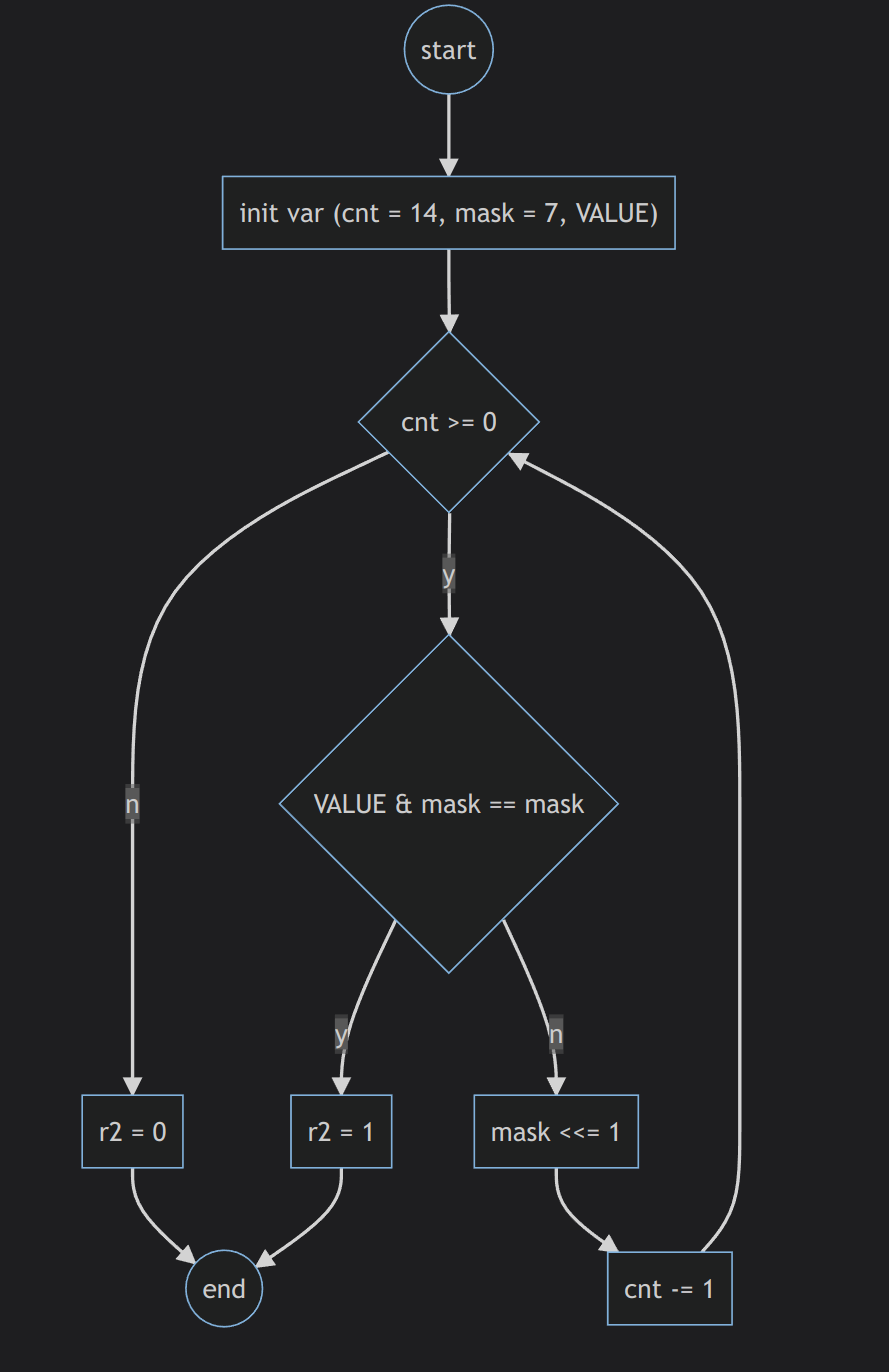 start
init var (cnt = 14, mask = 7, VALUE)
cnt >= 0
y
n
VALUE & mask == mask
y
n
r2 = 0
r2 = 1
mask <<= 1
end
cnt -= 1